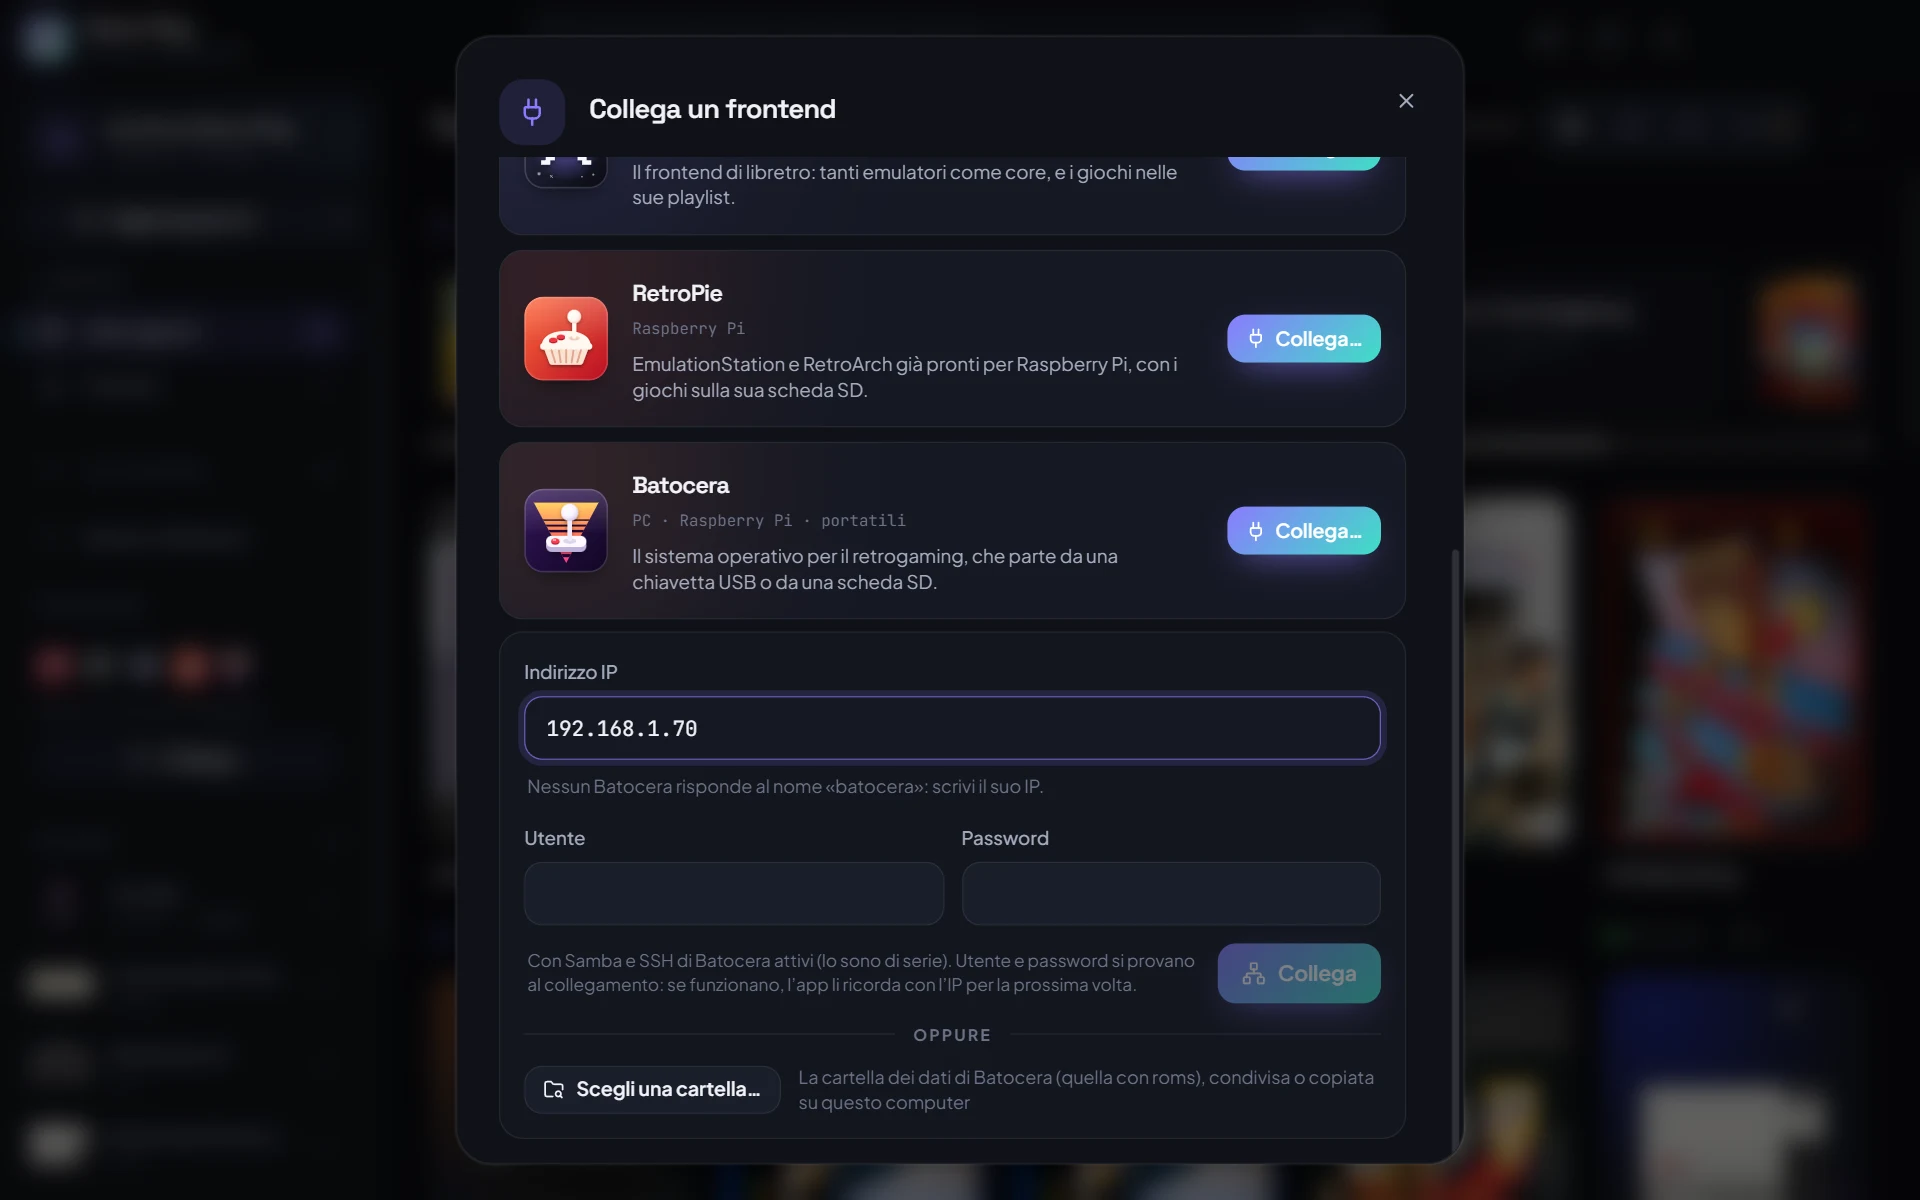 Collega un frontend
Il frontend di libretro: tanti emulatori come core, e i giochi nelle
sue playlist.
RetroPie
Raspberry Pi
EmulationStation e RetroArch già pronti per Raspberry Pi, con i
giochi sulla sua scheda SD.
Collega…
Batocera
PC · Raspberry Pi · portatili
Il sistema operativo per il retrogaming, che parte da una
chiavetta USB o da una scheda SD.
Collega…
Indirizzo IP
192.168.1.70
Nessun Batocera risponde al nome «batocera»: scrivi il suo IP.
Utente
Password
Con Samba e SSH di Batocera attivi (lo sono di serie). Utente e password si provano
al collegamento: se funzionano, l'app li ricorda con l'IP per la prossima volta.
Collega
OPPURE
Scegli una cartella…
La cartella dei dati di Batocera (quella con roms), condivisa o copiata
su questo computer